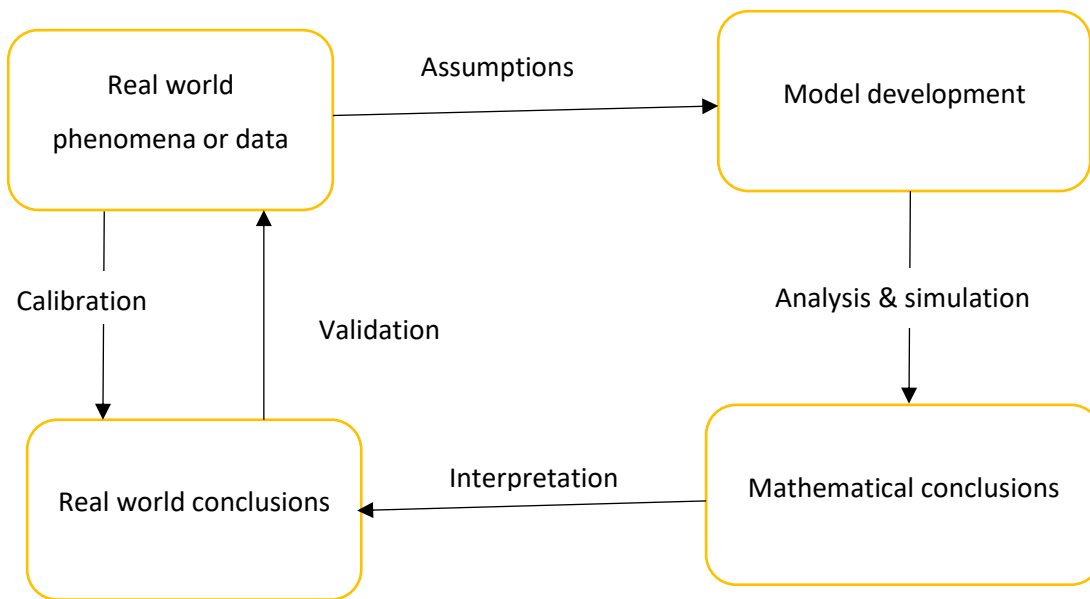 Real world
phenomena or data
Assumptions
Model development
Calibration
Validation
Analysis & simulation
Real world conclusions
Interpretation
Mathematical conclusions